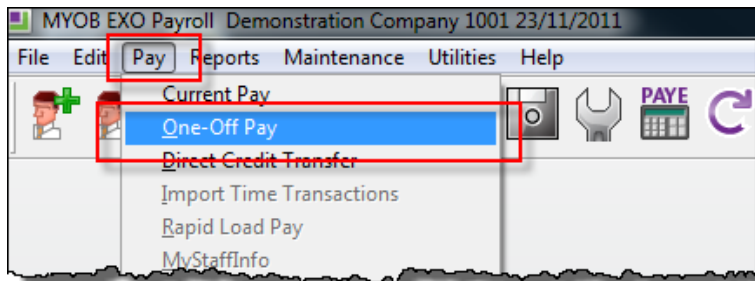 MYOB EXO Payroll Demonstration Company 1001 23/11/2011
File Edit Pay Reports Maintenance Utilities Help
PAYE
Current Pay
One-Off Pay
Direct Credit Transfer
Import Time Transactions
Rapid Load Pay
MyStaffInfo